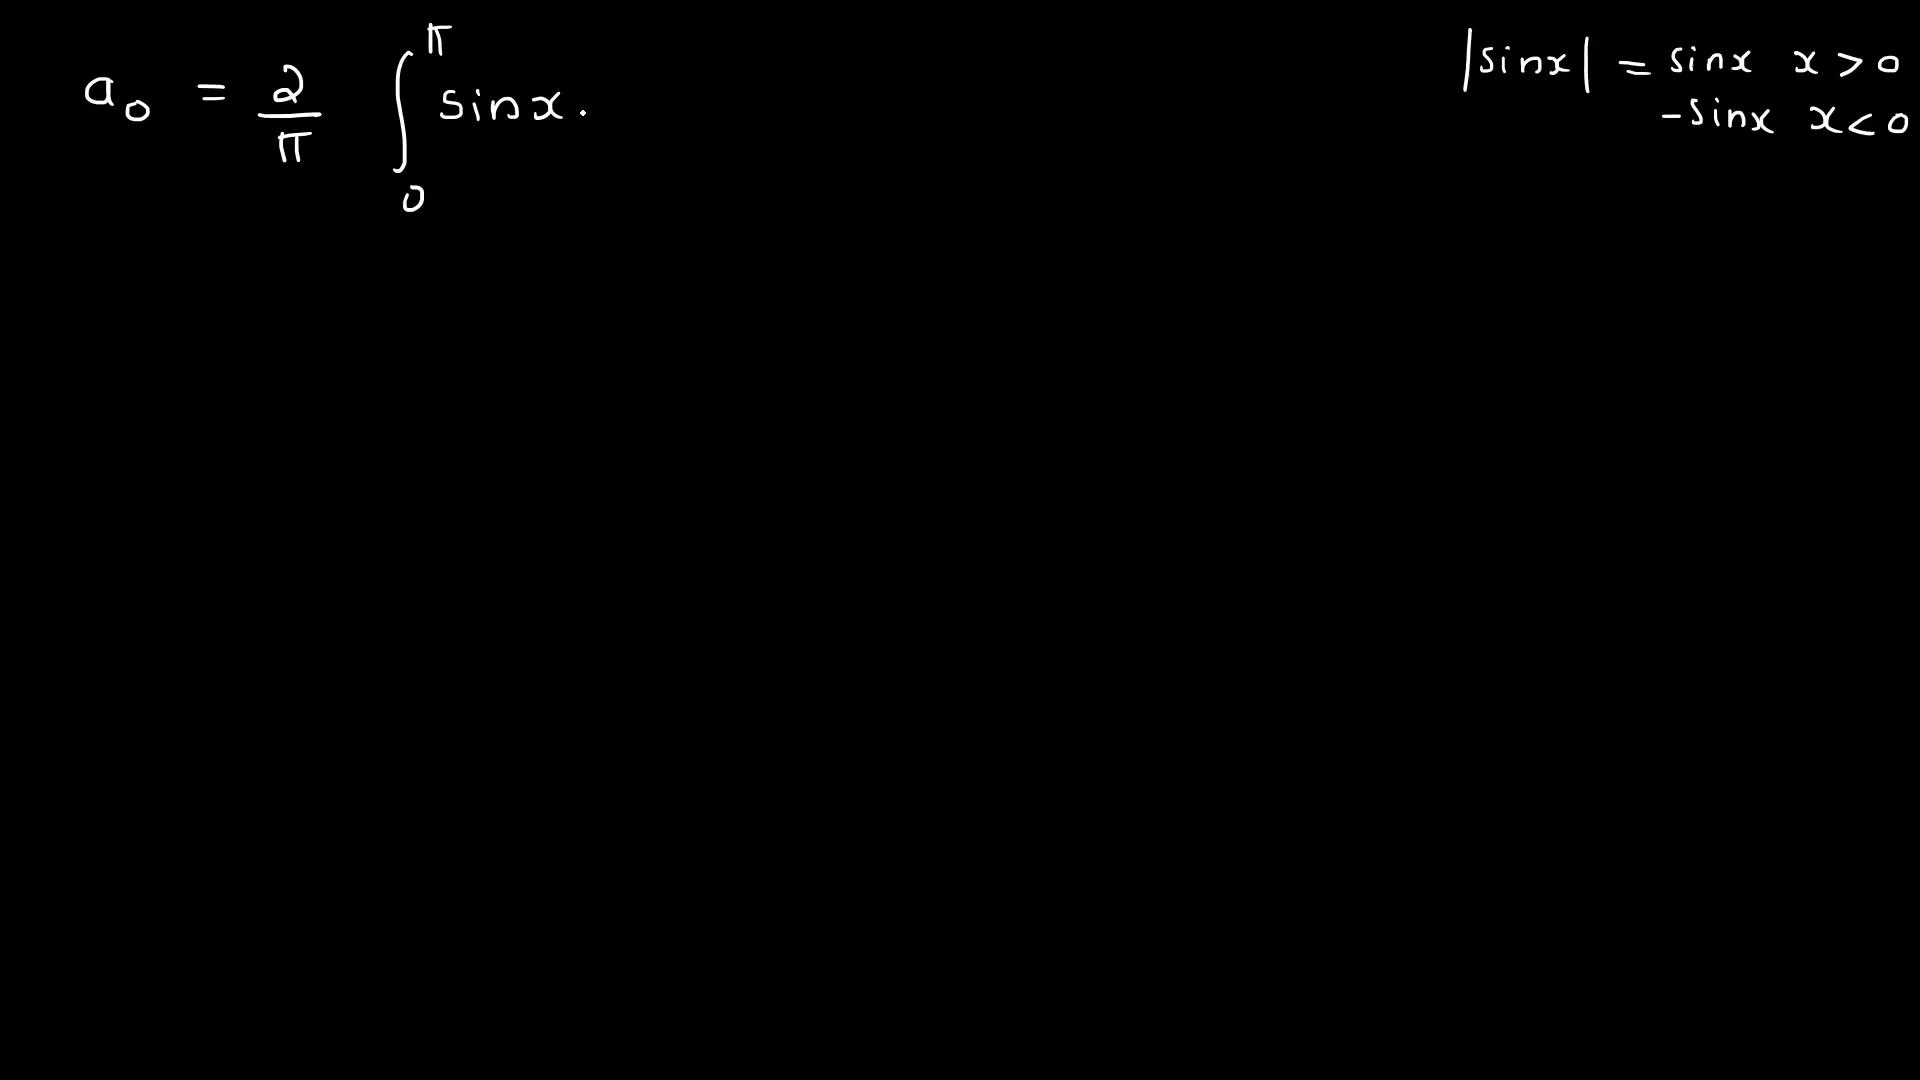 a₀ = 2/π ∫₀^π sinx.
|sinx| = sinx x > 0
-sinx x < 0